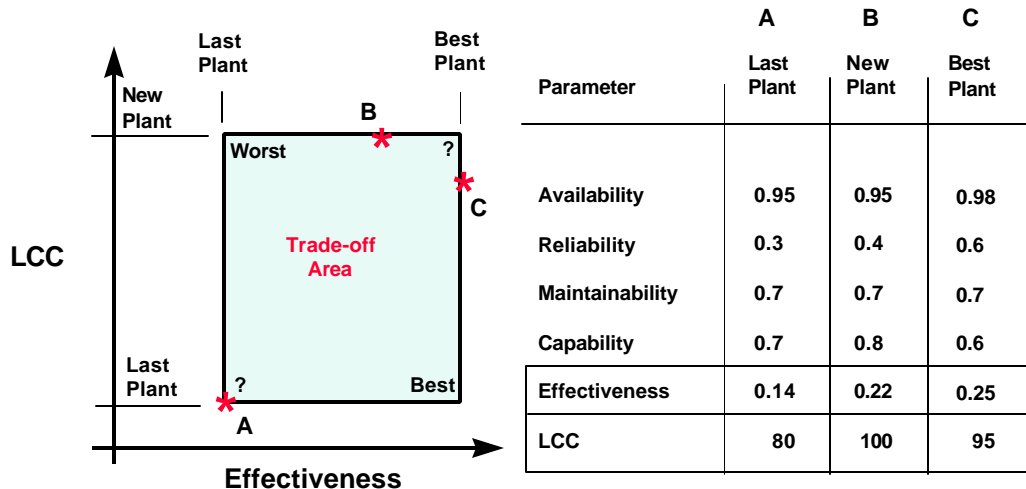 Last
Plant
Best
Plant
New
Plant
B
Worst
?
C
Trade-off
Area
LCC
Last
Plant
?
Best
A
Effectiveness
A B C
Parameter
Last
Plant
New
Plant
Best
Plant
Availability 0.95 0.95 0.98
Reliability 0.3 0.4 0.6
Maintainability 0.7 0.7 0.7
Capability 0.7 0.8 0.6
Effectiveness 0.14 0.22 0.25
LCC 80 100 95